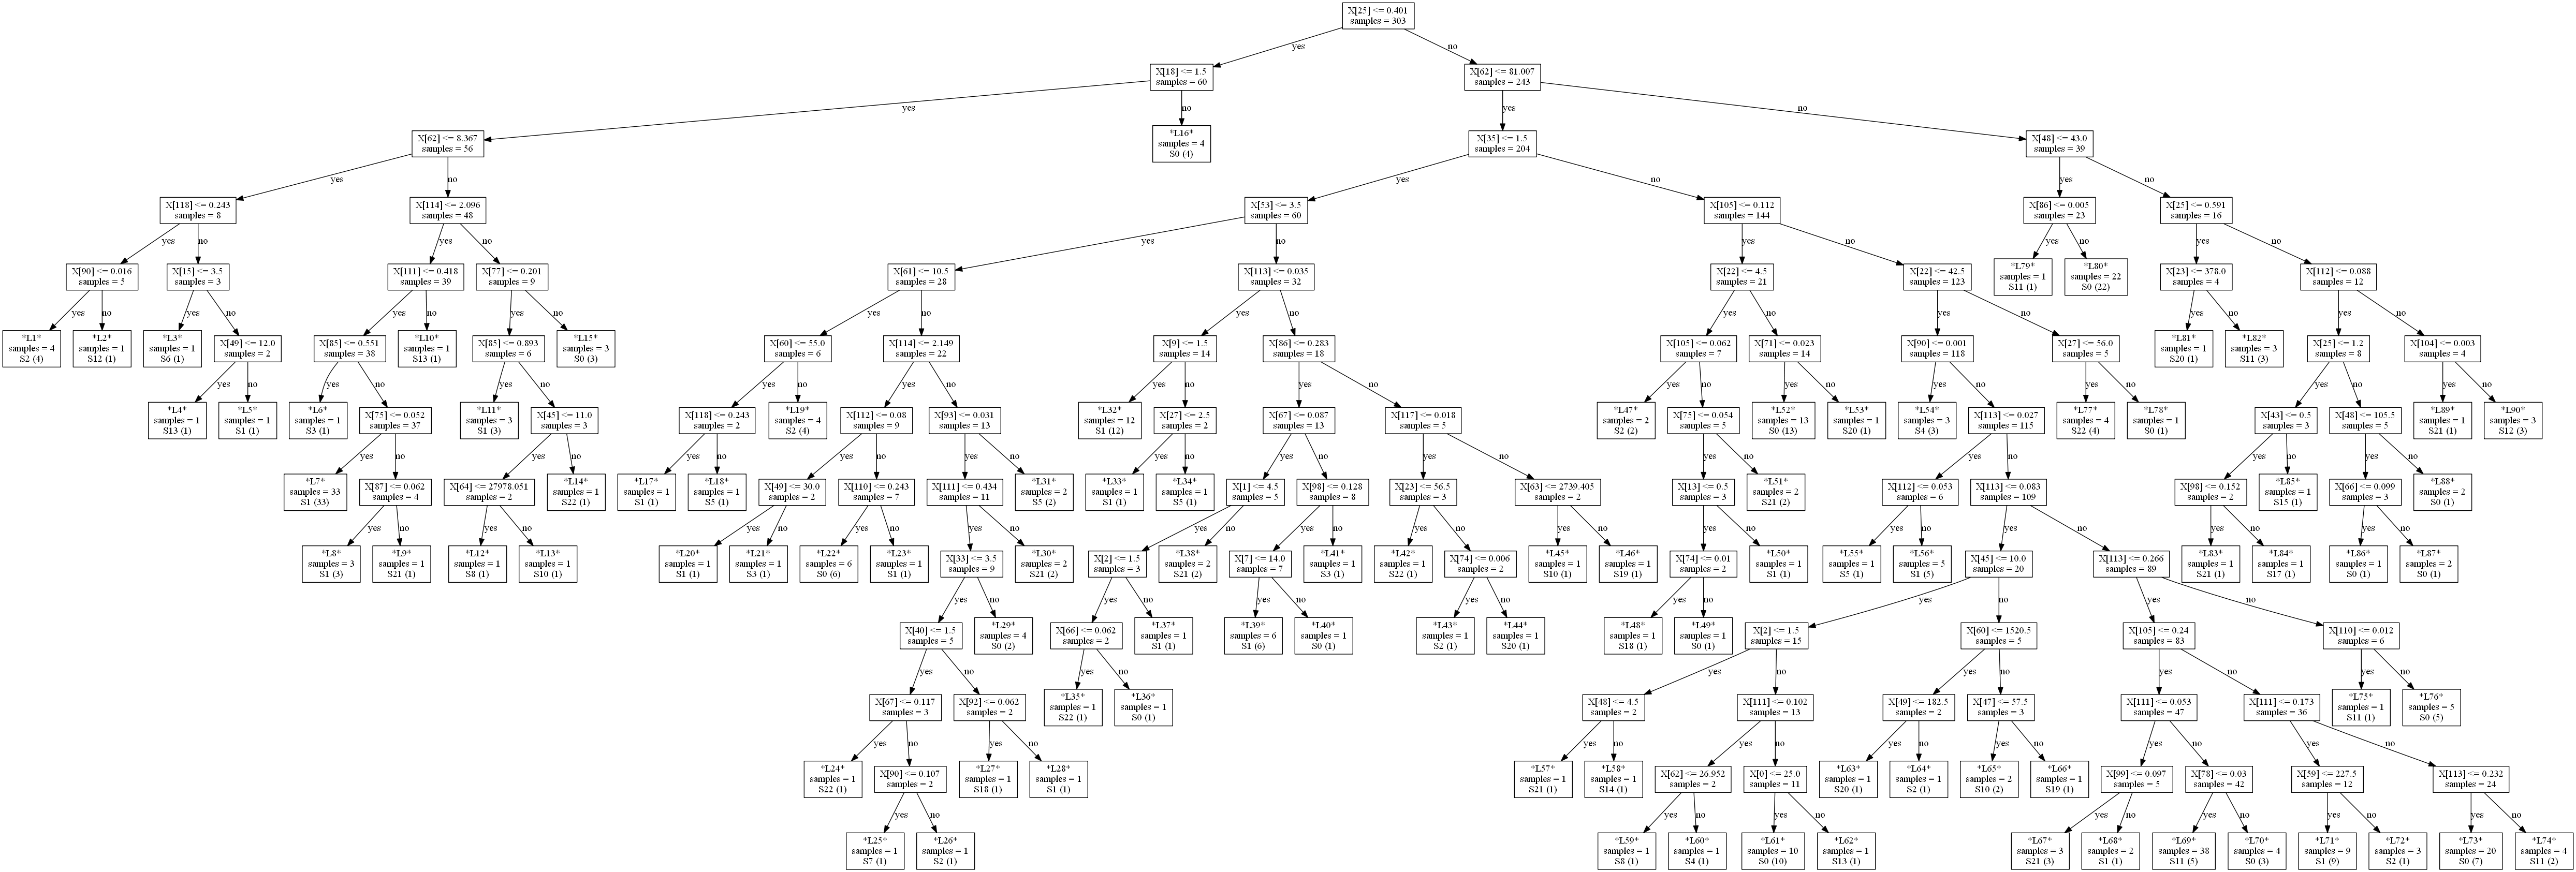 X[25] <= 0.401
samples = 303
yes
no
X[18] <= 1.5
samples = 60
X[62] <= 81.007
samples = 243
yes
no
yes
no
X[62] <= 8.367
samples = 56
*L16*
samples = 4
S0 (4)
X[35] <= 1.5
samples = 204
X[48] <= 43.0
samples = 39
yes
no
yes
no
yes
no
X[118] <= 0.243
samples = 8
X[114] <= 2.096
samples = 48
X[53] <= 3.5
samples = 60
X[105] <= 0.112
samples = 144
X[86] <= 0.005
samples = 23
X[25] <= 0.591
samples = 16
yes
no
yes
no
yes
no
yes
no
yes
no
yes
no
X[90] <= 0.016
samples = 5
X[15] <= 3.5
samples = 3
X[111] <= 0.418
samples = 39
X[77] <= 0.201
samples = 9
X[61] <= 10.5
samples = 28
X[113] <= 0.035
samples = 32
X[22] <= 4.5
samples = 21
X[22] <= 42.5
samples = 123
*L79*
samples = 1
S11 (1)
*L80*
samples = 22
S0 (22)
X[23] <= 378.0
samples = 4
X[112] <= 0.088
samples = 12
yes
no
yes
no
yes
no
yes
no
yes
no
yes
no
yes
no
yes
no
yes
no
yes
no
*L1*
samples = 4
S2 (4)
*L2*
samples = 1
S12 (1)
*L3*
samples = 1
S6 (1)
X[49] <= 12.0
samples = 2
X[85] <= 0.551
samples = 38
*L10*
samples = 1
S13 (1)
X[85] <= 0.893
samples = 6
*L15*
samples = 3
S0 (3)
X[60] <= 55.0
samples = 6
X[114] <= 2.149
samples = 22
X[9] <= 1.5
samples = 14
X[86] <= 0.283
samples = 18
X[105] <= 0.062
samples = 7
X[71] <= 0.023
samples = 14
X[90] <= 0.001
samples = 118
X[27] <= 56.0
samples = 5
*L81*
samples = 1
S20 (1)
*L82*
samples = 3
S11 (3)
X[25] <= 1.2
samples = 8
X[104] <= 0.003
samples = 4
yes
no
yes
no
yes
no
yes
no
yes
no
yes
no
yes
no
yes
no
yes
no
yes
no
yes
no
yes
no
yes
no
*L4*
samples = 1
S13 (1)
*L5*
samples = 1
S1 (1)
*L6*
samples = 1
S3 (1)
X[75] <= 0.052
samples = 37
*L11*
samples = 3
S1 (3)
X[45] <= 11.0
samples = 3
X[118] <= 0.243
samples = 2
*L19*
samples = 4
S2 (4)
X[112] <= 0.08
samples = 9
X[93] <= 0.031
samples = 13
*L32*
samples = 12
S1 (12)
X[27] <= 2.5
samples = 2
X[67] <= 0.087
samples = 13
X[117] <= 0.018
samples = 5
*L47*
samples = 2
S2 (2)
X[75] <= 0.054
samples = 5
*L52*
samples = 13
S0 (13)
*L53*
samples = 1
S20 (1)
*L54*
samples = 3
S4 (3)
X[113] <= 0.027
samples = 115
*L77*
samples = 4
S22 (4)
*L78*
samples = 1
S0 (1)
X[43] <= 0.5
samples = 3
X[48] <= 105.5
samples = 5
*L89*
samples = 1
S21 (1)
*L90*
samples = 3
S12 (3)
yes
no
yes
no
yes
no
yes
no
yes
no
yes
no
yes
no
yes
no
yes
no
yes
no
yes
no
yes
no
*L7*
samples = 33
S1 (33)
X[87] <= 0.062
samples = 4
X[64] <= 27978.051
samples = 2
*L14*
samples = 1
S22 (1)
*L17*
samples = 1
S1 (1)
*L18*
samples = 1
S5 (1)
X[49] <= 30.0
samples = 2
X[110] <= 0.243
samples = 7
X[111] <= 0.434
samples = 11
*L31*
samples = 2
S5 (2)
*L33*
samples = 1
S1 (1)
*L34*
samples = 1
S5 (1)
X[1] <= 4.5
samples = 5
X[98] <= 0.128
samples = 8
X[23] <= 56.5
samples = 3
X[63] <= 2739.405
samples = 2
X[13] <= 0.5
samples = 3
*L51*
samples = 2
S21 (2)
X[112] <= 0.053
samples = 6
X[113] <= 0.083
samples = 109
X[98] <= 0.152
samples = 2
*L85*
samples = 1
S15 (1)
X[66] <= 0.099
samples = 3
*L88*
samples = 2
S0 (1)
yes
no
yes
no
yes
no
yes
no
yes
no
yes
no
yes
no
yes
no
yes
no
yes
no
yes
no
yes
no
yes
no
yes
no
*L8*
samples = 3
S1 (3)
*L9*
samples = 1
S21 (1)
*L12*
samples = 1
S8 (1)
*L13*
samples = 1
S10 (1)
*L20*
samples = 1
S1 (1)
*L21*
samples = 1
S3 (1)
*L22*
samples = 6
S0 (6)
*L23*
samples = 1
S1 (1)
X[33] <= 3.5
samples = 9
*L30*
samples = 2
S21 (2)
X[2] <= 1.5
samples = 3
*L38*
samples = 2
S21 (2)
X[7] <= 14.0
samples = 7
*L41*
samples = 1
S3 (1)
*L42*
samples = 1
S22 (1)
X[74] <= 0.006
samples = 2
*L45*
samples = 1
S10 (1)
*L46*
samples = 1
S19 (1)
X[74] <= 0.01
samples = 2
*L50*
samples = 1
S1 (1)
*L55*
samples = 1
S5 (1)
*L56*
samples = 5
S1 (5)
X[45] <= 10.0
samples = 20
X[113] <= 0.266
samples = 89
*L83*
samples = 1
S21 (1)
*L84*
samples = 1
S17 (1)
*L86*
samples = 1
S0 (1)
*L87*
samples = 2
S0 (1)
yes
no
yes
no
yes
no
yes
no
yes
no
yes
no
yes
no
X[40] <= 1.5
samples = 5
*L29*
samples = 4
S0 (2)
X[66] <= 0.062
samples = 2
*L37*
samples = 1
S1 (1)
*L39*
samples = 6
S1 (6)
*L40*
samples = 1
S0 (1)
*L43*
samples = 1
S2 (1)
*L44*
samples = 1
S20 (1)
*L48*
samples = 1
S18 (1)
*L49*
samples = 1
S0 (1)
X[2] <= 1.5
samples = 15
X[60] <= 1520.5
samples = 5
X[105] <= 0.24
samples = 83
X[110] <= 0.012
samples = 6
yes
no
yes
no
yes
no
yes
no
yes
no
yes
no
X[67] <= 0.117
samples = 3
X[92] <= 0.062
samples = 2
*L35*
samples = 1
S22 (1)
*L36*
samples = 1
S0 (1)
X[48] <= 4.5
samples = 2
X[111] <= 0.102
samples = 13
X[49] <= 182.5
samples = 2
X[47] <= 57.5
samples = 3
X[111] <= 0.053
samples = 47
X[111] <= 0.173
samples = 36
*L75*
samples = 1
S11 (1)
*L76*
samples = 5
S0 (5)
yes
no
yes
no
yes
no
yes
no
yes
no
yes
no
yes
no
yes
no
*L24*
samples = 1
S22 (1)
X[90] <= 0.107
samples = 2
*L27*
samples = 1
S18 (1)
*L28*
samples = 1
S1 (1)
*L57*
samples = 1
S21 (1)
*L58*
samples = 1
S14 (1)
X[62] <= 26.952
samples = 2
X[0] <= 25.0
samples = 11
*L63*
samples = 1
S20 (1)
*L64*
samples = 1
S2 (1)
*L65*
samples = 2
S10 (2)
*L66*
samples = 1
S19 (1)
X[99] <= 0.097
samples = 5
X[78] <= 0.03
samples = 42
X[59] <= 227.5
samples = 12
X[113] <= 0.232
samples = 24
yes
no
yes
no
yes
no
yes
no
yes
no
yes
no
yes
no
*L25*
samples = 1
S7 (1)
*L26*
samples = 1
S2 (1)
*L59*
samples = 1
S8 (1)
*L60*
samples = 1
S4 (1)
*L61*
samples = 10
S0 (10)
*L62*
samples = 1
S13 (1)
*L67*
samples = 3
S21 (3)
*L68*
samples = 2
S1 (1)
*L69*
samples = 38
S11 (5)
*L70*
samples = 4
S0 (3)
*L71*
samples = 9
S1 (9)
*L72*
samples = 3
S2 (1)
*L73*
samples = 20
S0 (7)
*L74*
samples = 4
S11 (2)